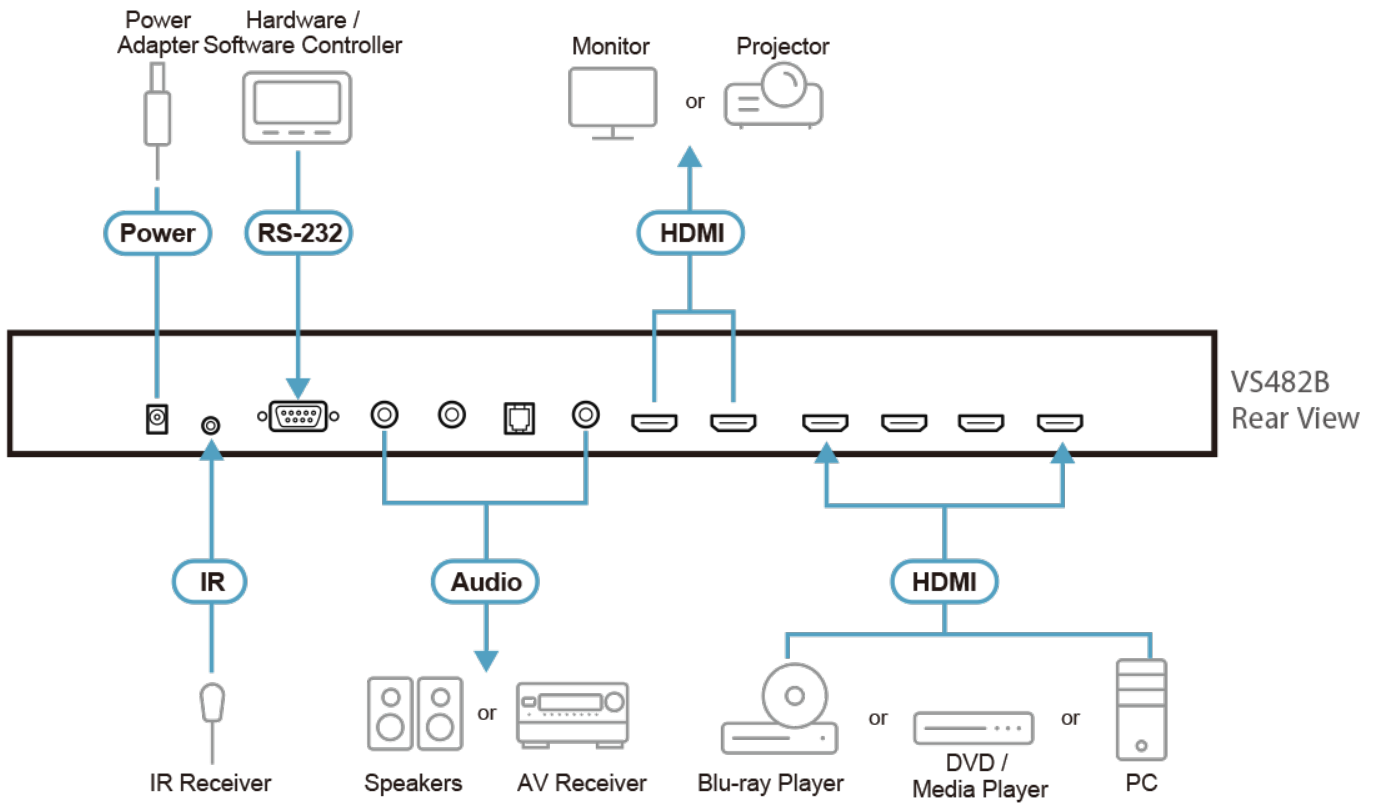 Power
Adapter
Hardware /
Software Controller
Monitor
or
Projector
Power
RS-232
HDMI
VS482B
Rear View
IR
Audio
HDMI
or
or
or
IR Receiver
Speakers
AV Receiver
Blu-ray Player
DVD /
Media Player
PC